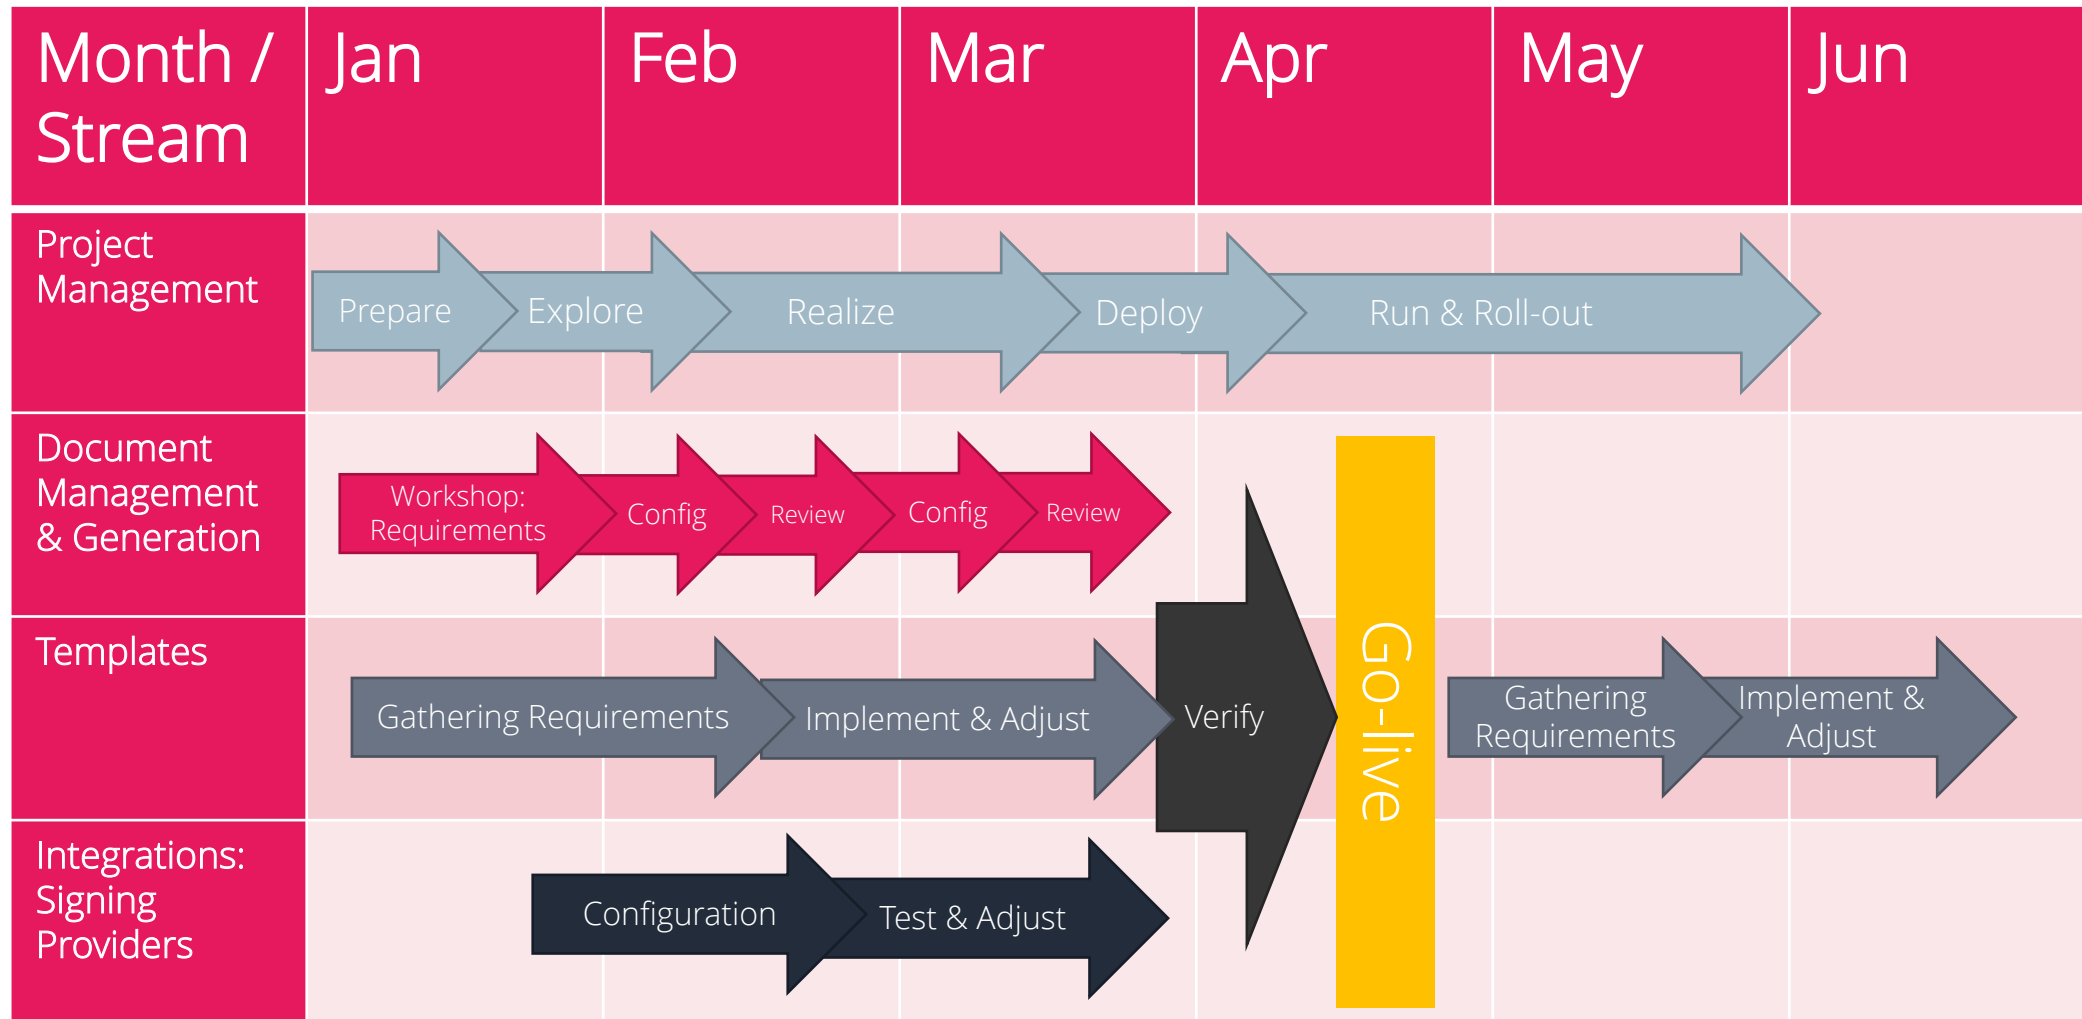 Month /
Stream
Jan
Feb
Mar
Apr
May
Jun
Project
Management
Prepare
Explore
Realize
Deploy
Run & Roll-out
Document
Management
& Generation
Workshop:
Requirements
Config
Review
Config
Review
Templates
Gathering Requirements
Implement & Adjust
Verify
Go-live
Gathering
Requirements
Implement &
Adjust
Integrations:
Signing
Providers
Configuration
Test & Adjust